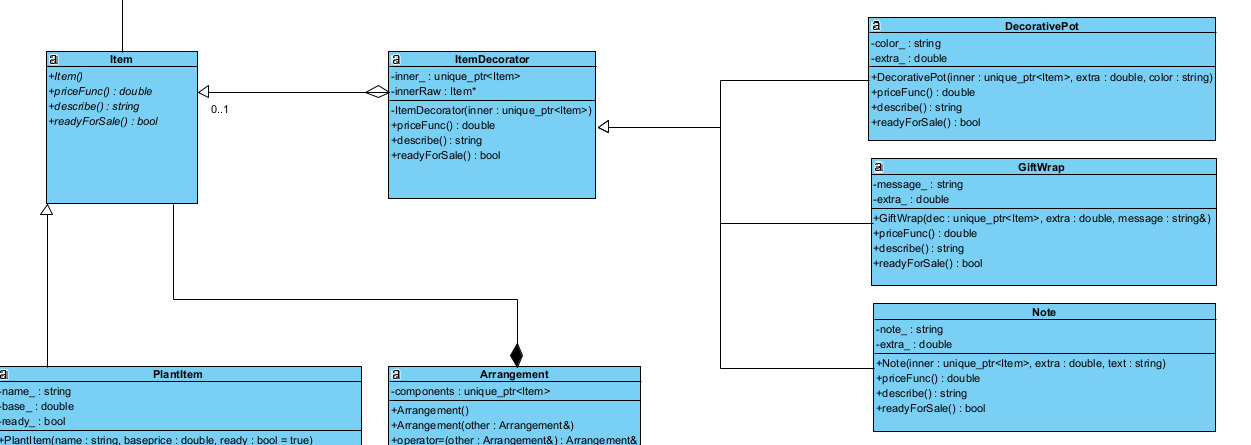 a Item
+Item()
+priceFunc() : double
+describe() : string
+readyForSale() : bool
0..1
a ItemDecorator
-inner_ : unique_ptr<Item>
-innerRaw : Item*
-ItemDecorator(inner : unique_ptr<Item>)
+priceFunc() : double
+describe() : string
+readyForSale() : bool
a DecorativePot
-color_ : string
-extra_ : double
+DecorativePot(inner : unique_ptr<Item>, extra : double, color : string)
+priceFunc() : double
+describe() : string
+readyForSale() : bool
a GiftWrap
-message_ : string
-extra_ : double
+GiftWrap(dec : unique_ptr<Item>, extra : double, message : string&)
+priceFunc() : double
+describe() : string
+readyForSale() : bool
Note
-note_ : string
-extra_ : double
+Note(inner : unique_ptr<Item>, extra : double, text : string)
+priceFunc() : double
+describe() : string
+readyForSale() : bool
a PlantItem
-name_ : string
-base_ : double
-ready_ : bool
+PlantItem(name : string, baseprice : double, ready : bool = true)
a Arrangement
-components : unique_ptr<Item>
+Arrangement()
+Arrangement(other : Arrangement&)
+operator=(other : Arrangement&) : Arrangement&